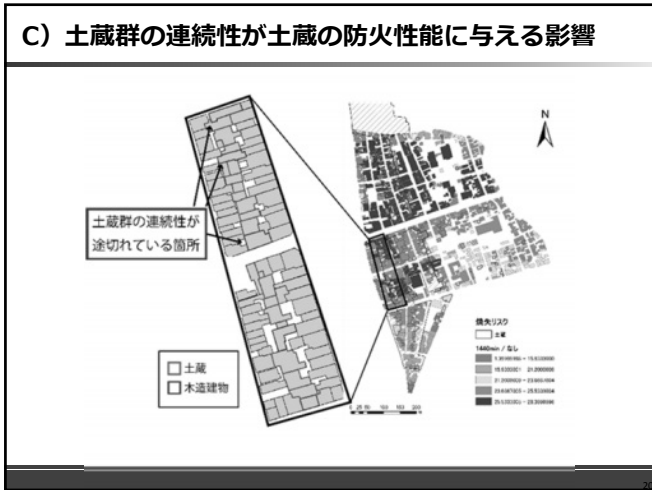 C）土蔵群の連続性が土蔵の防火性能に与える影響
N
土蔵群の連続性が
途切れている箇所
焼失リスク
土蔵
1440min / なし
土蔵
木造建物
20